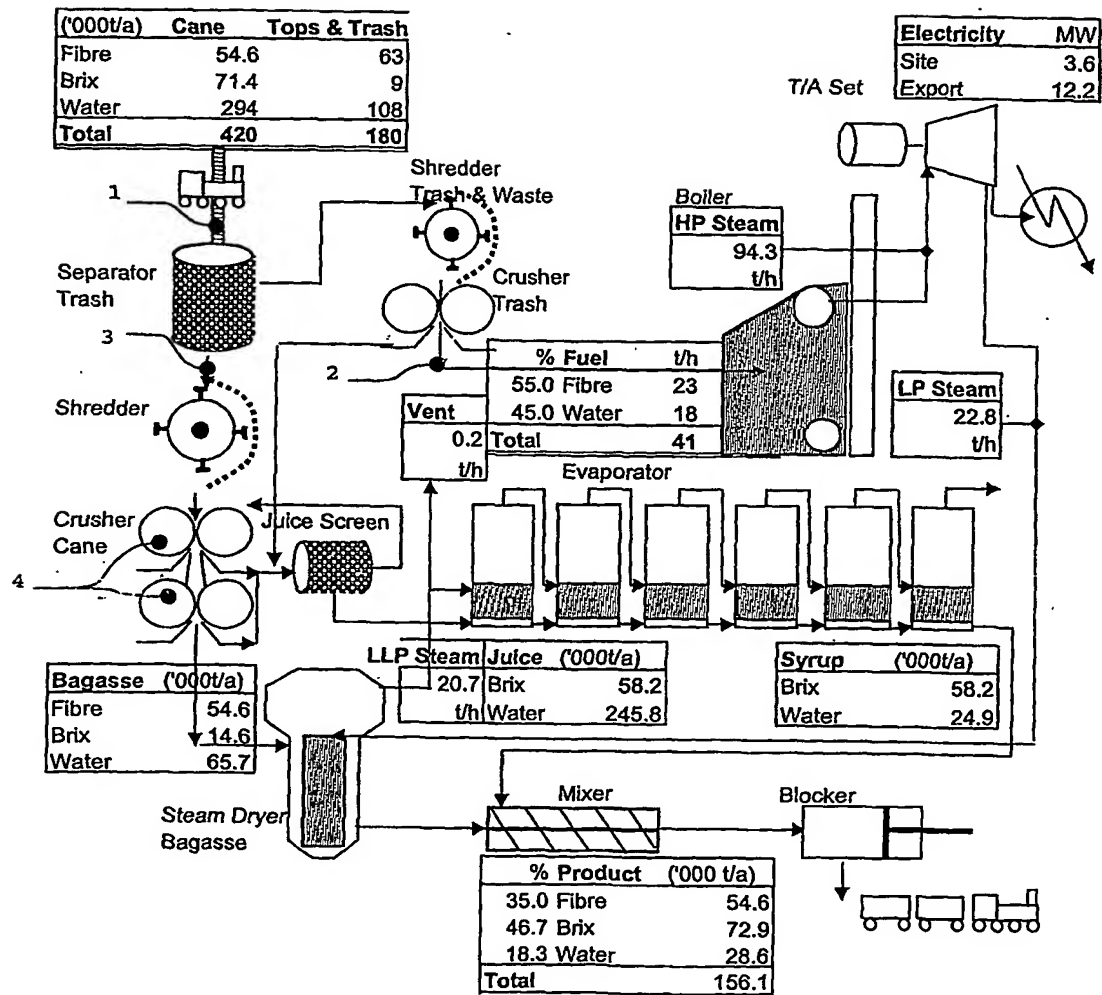 ('000t/a) Cane Tops & Trash
Fibre 54.6 63
Brix 71.4 9
Water 294 108
Total 420 180
Electricity MW
Site 3.6
Export 12.2
T/A Set
1
Shredder
Trash & Waste
Boiler
HP Steam
94.3
t/h
Separator
Trash
Crusher
Trash
3
2
% Fuel t/h
55.0 Fibre 23
45.0 Water 18
Total 41
LP Steam
22.8
t/h
Shredder
Vent
0.2
t/h
Evaporator
Crusher
Cane
Juice Screen
4
Bagasse ('000t/a)
Fibre 54.6
Brix 14.6
Water 65.7
LLP Steam
20.7
t/h
Juice ('000t/a)
Brix 58.2
Water 245.8
Syrup ('000t/a)
Brix 58.2
Water 24.9
Steam Dryer
Bagasse
Mixer
Blocker
% Product ('000 t/a)
35.0 Fibre 54.6
46.7 Brix 72.9
18.3 Water 28.6
Total 156.1